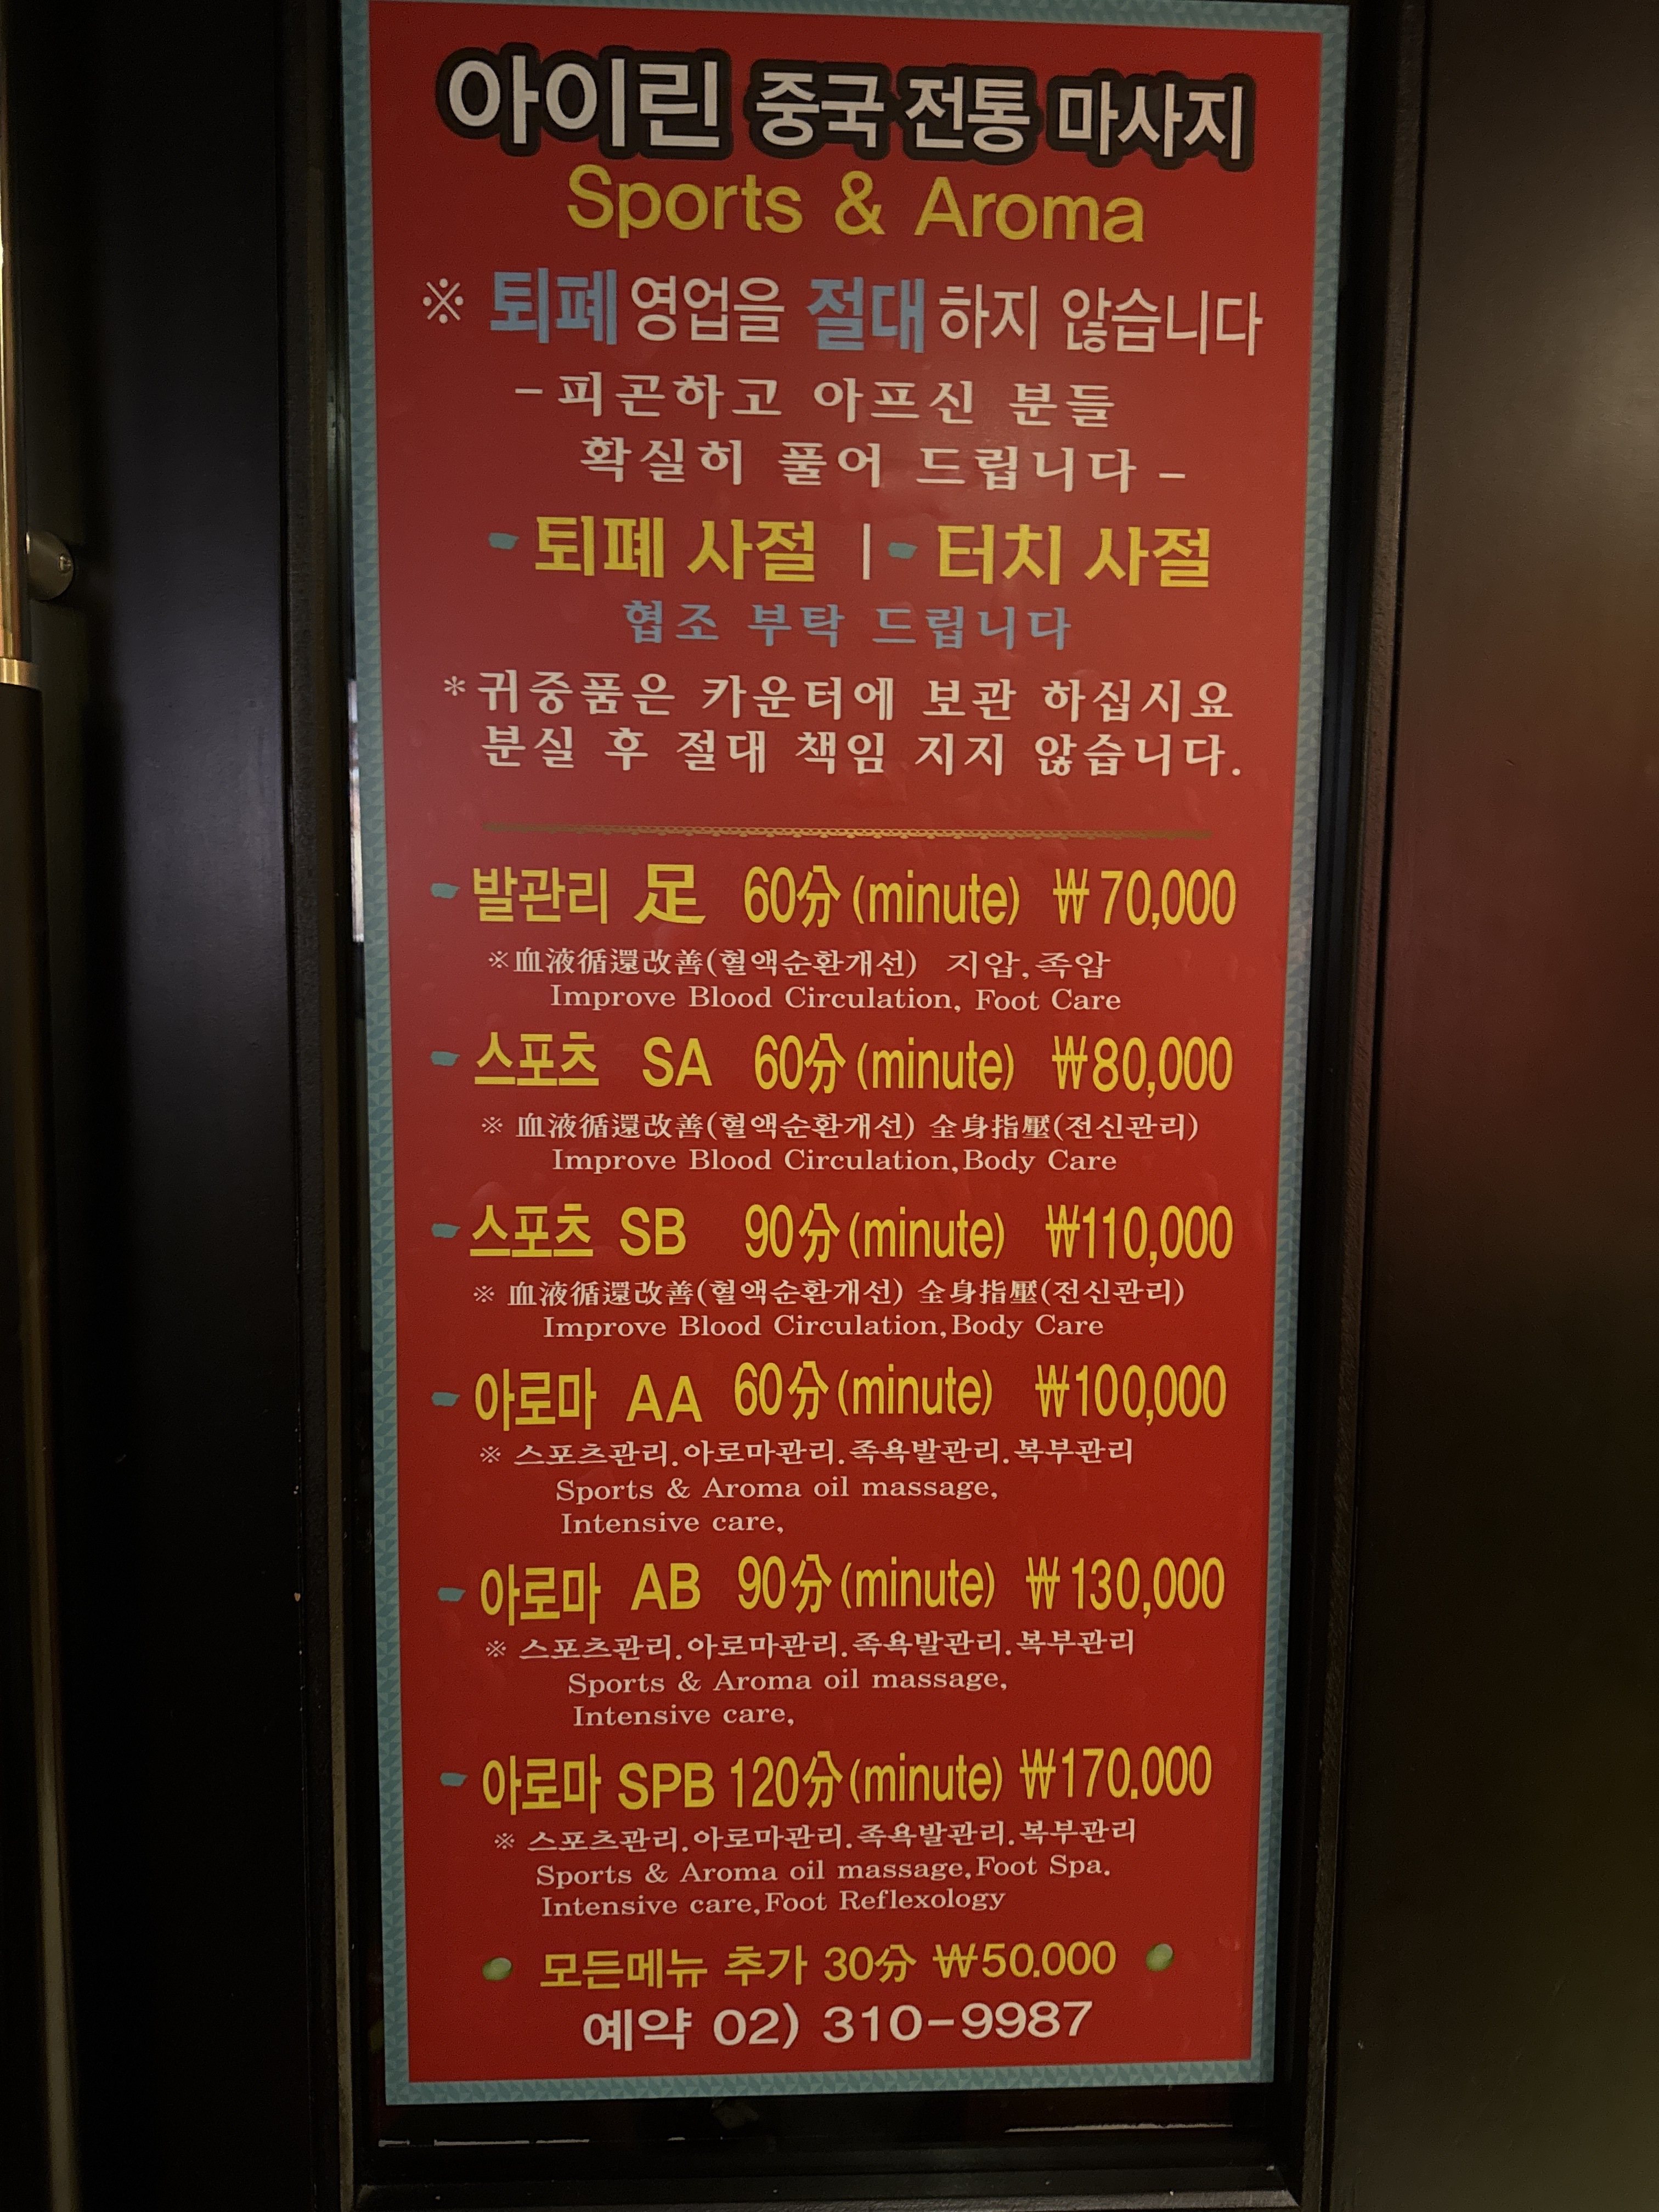 아이린 중국 전통 마사지
Sports & Aroma
※ 퇴폐영업을 절대하지 않습니다
-피곤하고 아프신 분들
확실히 풀어 드립니다-
- 퇴폐 사절 | - 터치 사절
협조 부탁 드립니다
*귀중품은 카운터에 보관 하십시요
분실 후 절대 책임 지지 않습니다.
- 발관리 足 60分(minute) ₩70,000
※血液循還改善(혈액순환개선) 지압,족압
Improve Blood Circulation, Foot Care
- 스포츠 SA 60分(minute) ₩80,000
※ 血液循還改善(혈액순환개선) 全身指壓(전신관리)
Improve Blood Circulation,Body Care
- 스포츠 SB 90分(minute) ₩110,000
※ 血液循還改善(혈액순환개선) 全身指壓(전신관리)
Improve Blood Circulation,Body Care
- 아로마 AA 60分(minute) ₩100,000
※ 스포츠관리.아로마관리.족욕발관리.복부관리
Sports & Aroma oil massage,
Intensive care,
- 아로마 AB 90分(minute) ₩130,000
※ 스포츠관리.아로마관리.족욕발관리.복부관리
Sports & Aroma oil massage,
Intensive care,
- 아로마 SPB 120分(minute) ₩170.000
※ 스포츠관리.아로마관리.족욕발관리.복부관리
Sports & Aroma oil massage,Foot Spa.
Intensive care,Foot Reflexology
모든메뉴 추가 30分 ₩50.000
예약 02) 310-9987